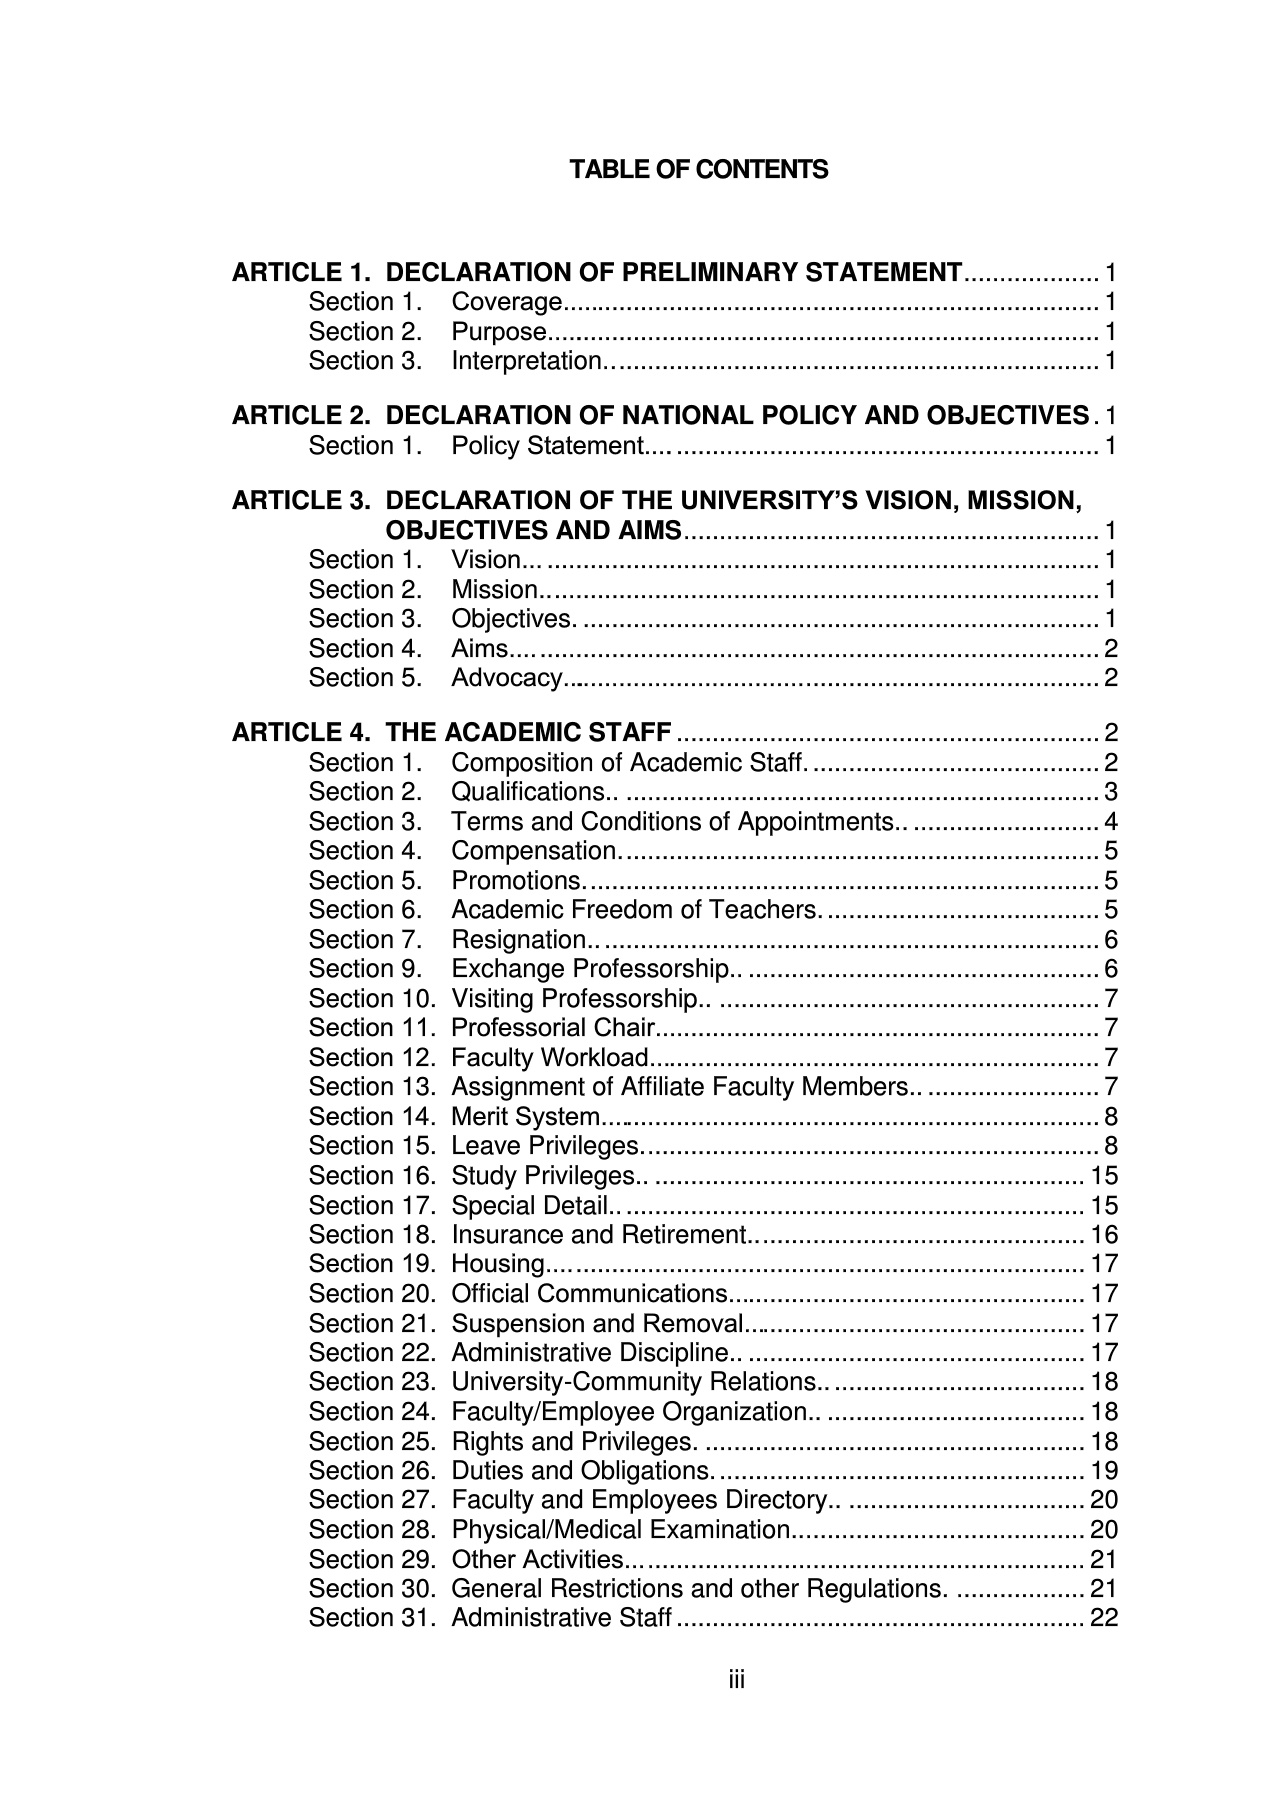 TABLE OF CONTENTS
ARTICLE 1. DECLARATION OF PRELIMINARY STATEMENT................... 1
Section 1. Coverage.......................................................................... 1
Section 2. Purpose............................................................................ 1
Section 3. Interpretation..................................................................... 1
ARTICLE 2. DECLARATION OF NATIONAL POLICY AND OBJECTIVES . 1
Section 1. Policy Statement.... ........................................................... 1
ARTICLE 3. DECLARATION OF THE UNIVERSITY’S VISION, MISSION,
OBJECTIVES AND AIMS.......................................................... 1
Section 1. Vision... ............................................................................. 1
Section 2. Mission.............................................................................. 1
Section 3. Objectives. ........................................................................ 1
Section 4. Aims.... .............................................................................. 2
Section 5. Advocacy........................................................................... 2
ARTICLE 4. THE ACADEMIC STAFF ........................................................... 2
Section 1. Composition of Academic Staff. ........................................ 2
Section 2. Qualifications.. .................................................................. 3
Section 3. Terms and Conditions of Appointments.. .......................... 4
Section 4. Compensation. .................................................................. 5
Section 5. Promotions. ....................................................................... 5
Section 6. Academic Freedom of Teachers. ...................................... 5
Section 7. Resignation.. ..................................................................... 6
Section 9. Exchange Professorship.. ................................................. 6
Section 10. Visiting Professorship.. ..................................................... 7
Section 11. Professorial Chair.............................................................. 7
Section 12. Faculty Workload............................................................... 7
Section 13. Assignment of Affiliate Faculty Members.. ........................ 7
Section 14. Merit System...................................................................... 8
Section 15. Leave Privileges. ............................................................... 8
Section 16. Study Privileges.. ............................................................ 15
Section 17. Special Detail.. ................................................................ 15
Section 18. Insurance and Retirement............................................... 16
Section 19. Housing........................................................................... 17
Section 20. Official Communications.................................................. 17
Section 21. Suspension and Removal................................................ 17
Section 22. Administrative Discipline.. ............................................... 17
Section 23. University-Community Relations.. ................................... 18
Section 24. Faculty/Employee Organization.. .................................... 18
Section 25. Rights and Privileges. ..................................................... 18
Section 26. Duties and Obligations. ................................................... 19
Section 27. Faculty and Employees Directory.. ................................. 20
Section 28. Physical/Medical Examination......................................... 20
Section 29. Other Activities................................................................ 21
Section 30. General Restrictions and other Regulations. .................. 21
Section 31. Administrative Staff ......................................................... 22
iii